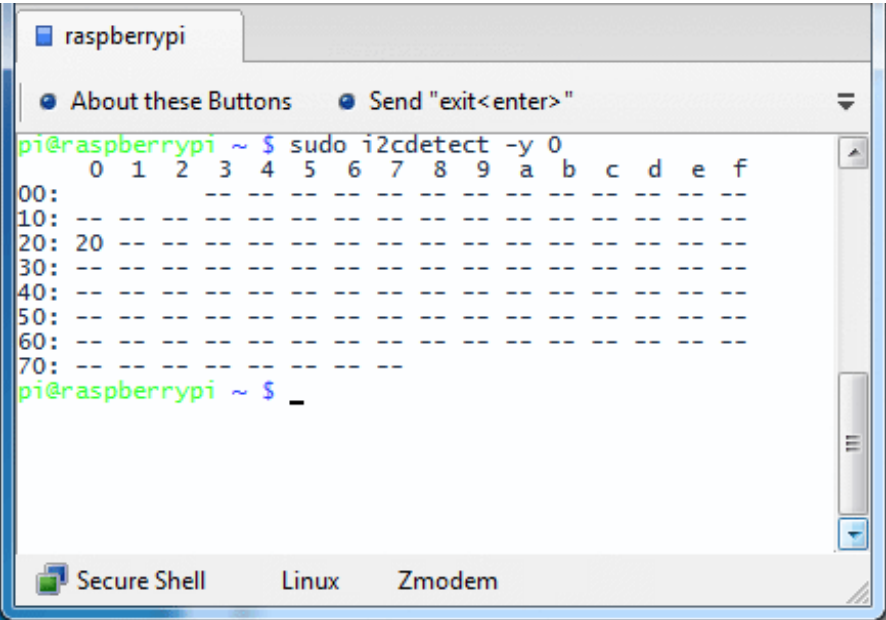 raspberrypi
About these Buttons Send "exit<enter>"
pi@raspberrypi ~ $ sudo i2cdetect -y 0
     0  1  2  3  4  5  6  7  8  9  a  b  c  d  e  f
00:          -- -- -- -- -- -- -- -- -- -- -- -- --
10: -- -- -- -- -- -- -- -- -- -- -- -- -- -- -- --
20: 20 -- -- -- -- -- -- -- -- -- -- -- -- -- -- --
30: -- -- -- -- -- -- -- -- -- -- -- -- -- -- -- --
40: -- -- -- -- -- -- -- -- -- -- -- -- -- -- -- --
50: -- -- -- -- -- -- -- -- -- -- -- -- -- -- -- --
60: -- -- -- -- -- -- -- -- -- -- -- -- -- -- -- --
70: -- -- -- -- -- -- -- --
pi@raspberrypi ~ $ _
Secure Shell Linux Zmodem